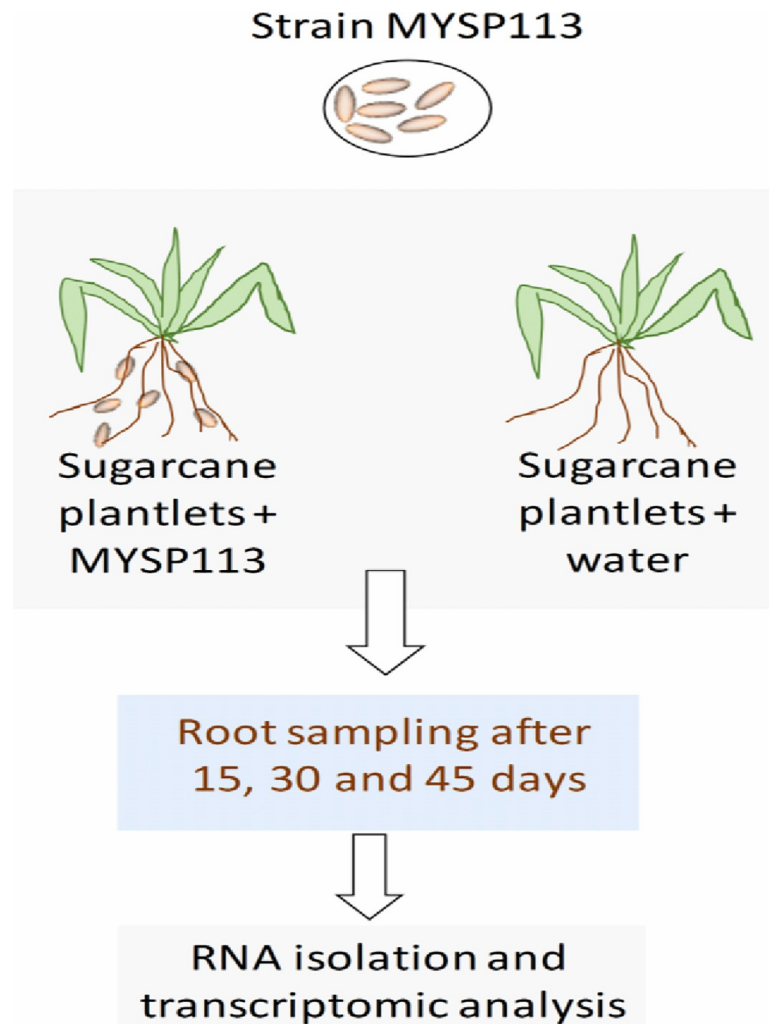 Strain MYSP113
Sugarcane
plantlets +
MYSP113
Sugarcane
plantlets +
water
Root sampling after
15, 30 and 45 days
RNA isolation and
transcriptomic analysis